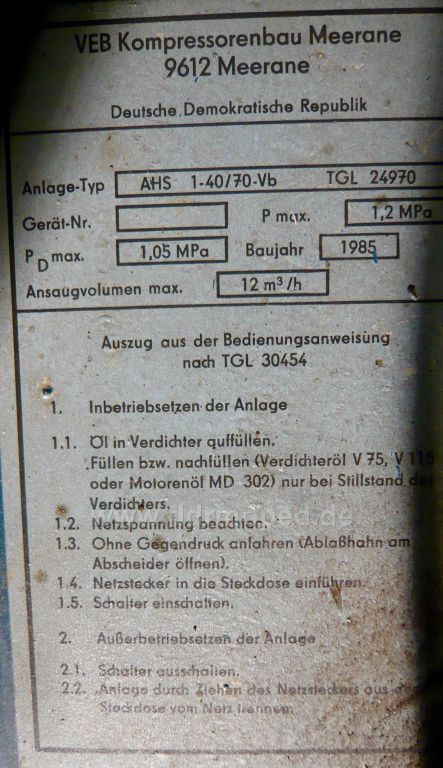 VEB Kompressorenbau Meerane
9612 Meerane
Deutsche Demokratische Republik
Anlage-Typ AHS 1-40/70-Vb TGL 24970
Gerät-Nr. P max. 1,2 MPa
PD max. 1,05 MPa Baujahr 1985
Ansaugvolumen max. 12 m³/h
Auszug aus der Bedienungsanweisung
nach TGL 30454
1. Inbetriebsetzen der Anlage
1.1. Öl in Verdichter quffüllen.
Füllen bzw. nachfüllen (Verdichteröl V 75, V 115
oder Motorenöl MD 302) nur bei Stillstand des
Verdichters.
1.2. Netzspannung beachten.
1.3. Ohne Gegendruck anfahren (Ablaßhahn am
Abscheider öffnen).
1.4. Netzstecker in die Steckdose einführen.
1.5. Schalter einschalten.
2. Außerbetriebsetzen der Anlage
2.1. Schalter ausschalten.
2.2. Anlage durch Ziehen des Netzsteckers aus der
Steckdose vom Netz trennen.